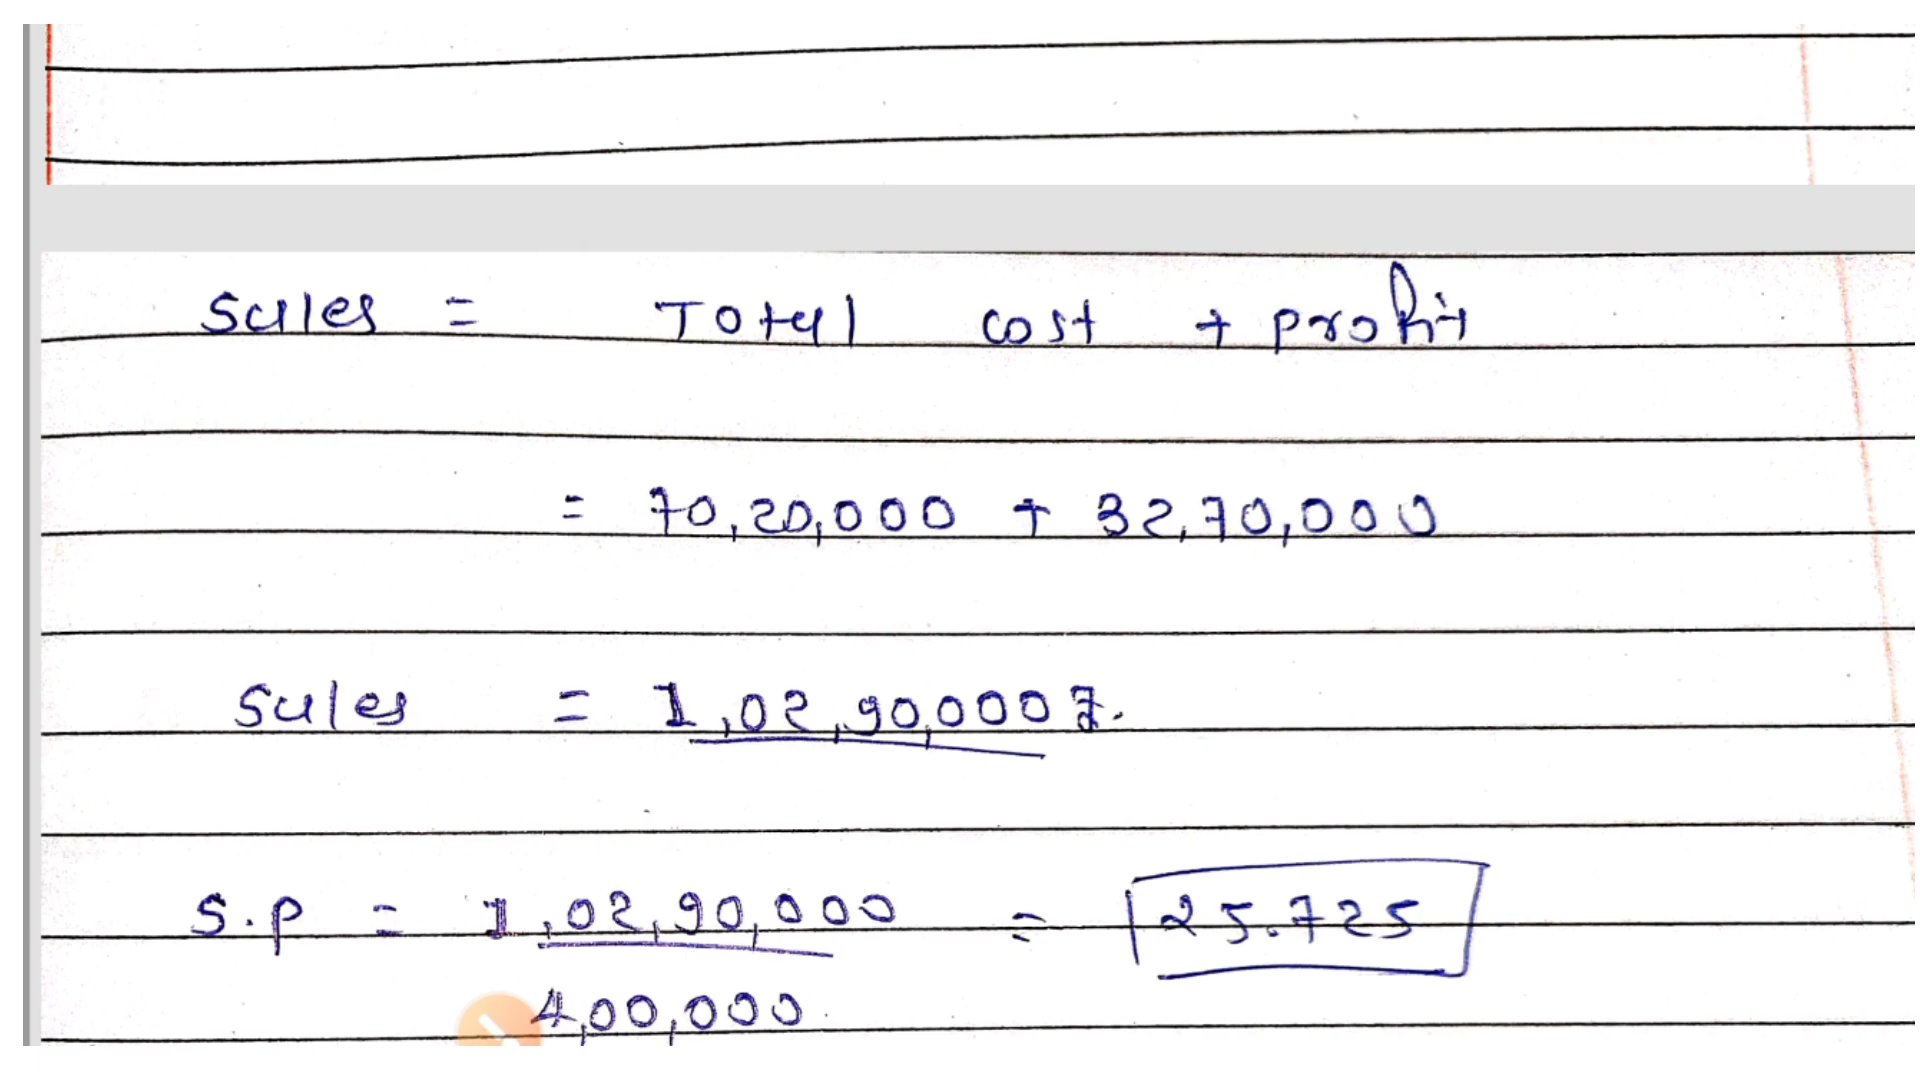 Sales = Total cost + profit
= 70,20,000 + 32,70,000
Sales = 1,02,90,000
S.P = 1,02,90,000 = 25.725
4,00,000